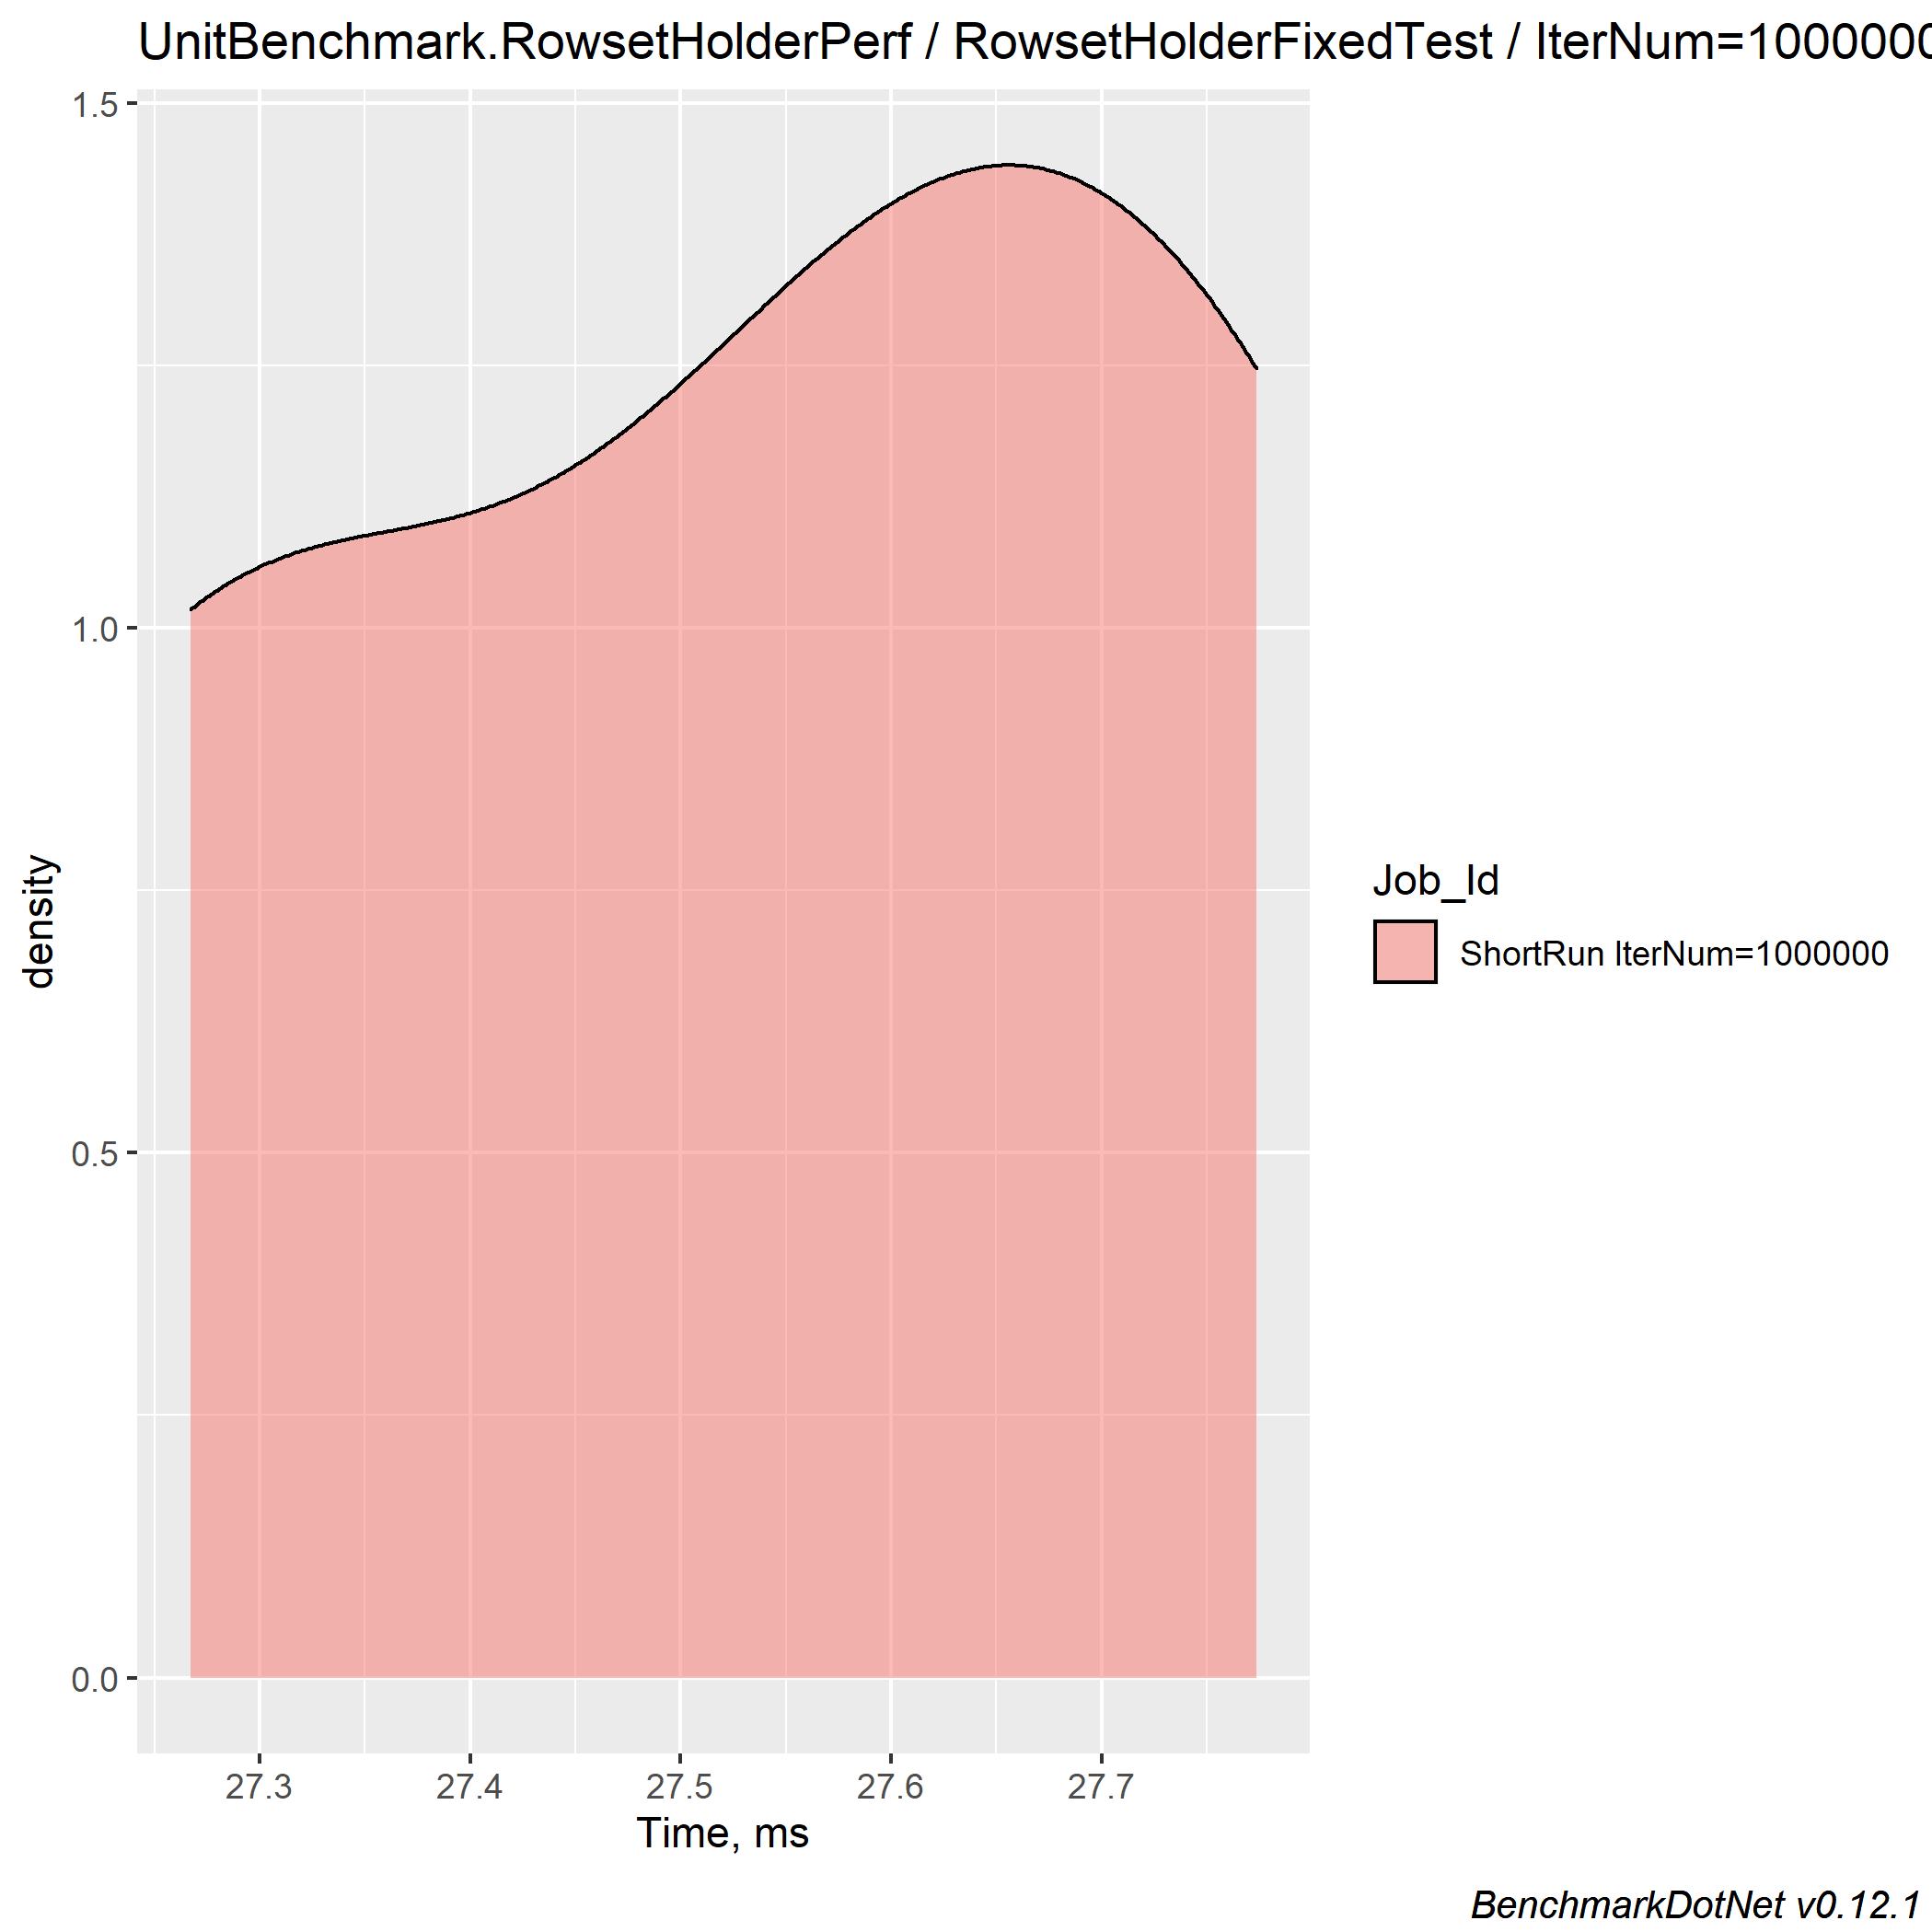 UnitBenchmark.RowsetHolderPerf / RowsetHolderFixedTest / IterNum=1000000
1.5
1.0
0.5
0.0
density
27.3 27.4 27.5 27.6 27.7
Time, ms
Job_Id
ShortRun IterNum=1000000
BenchmarkDotNet v0.12.1